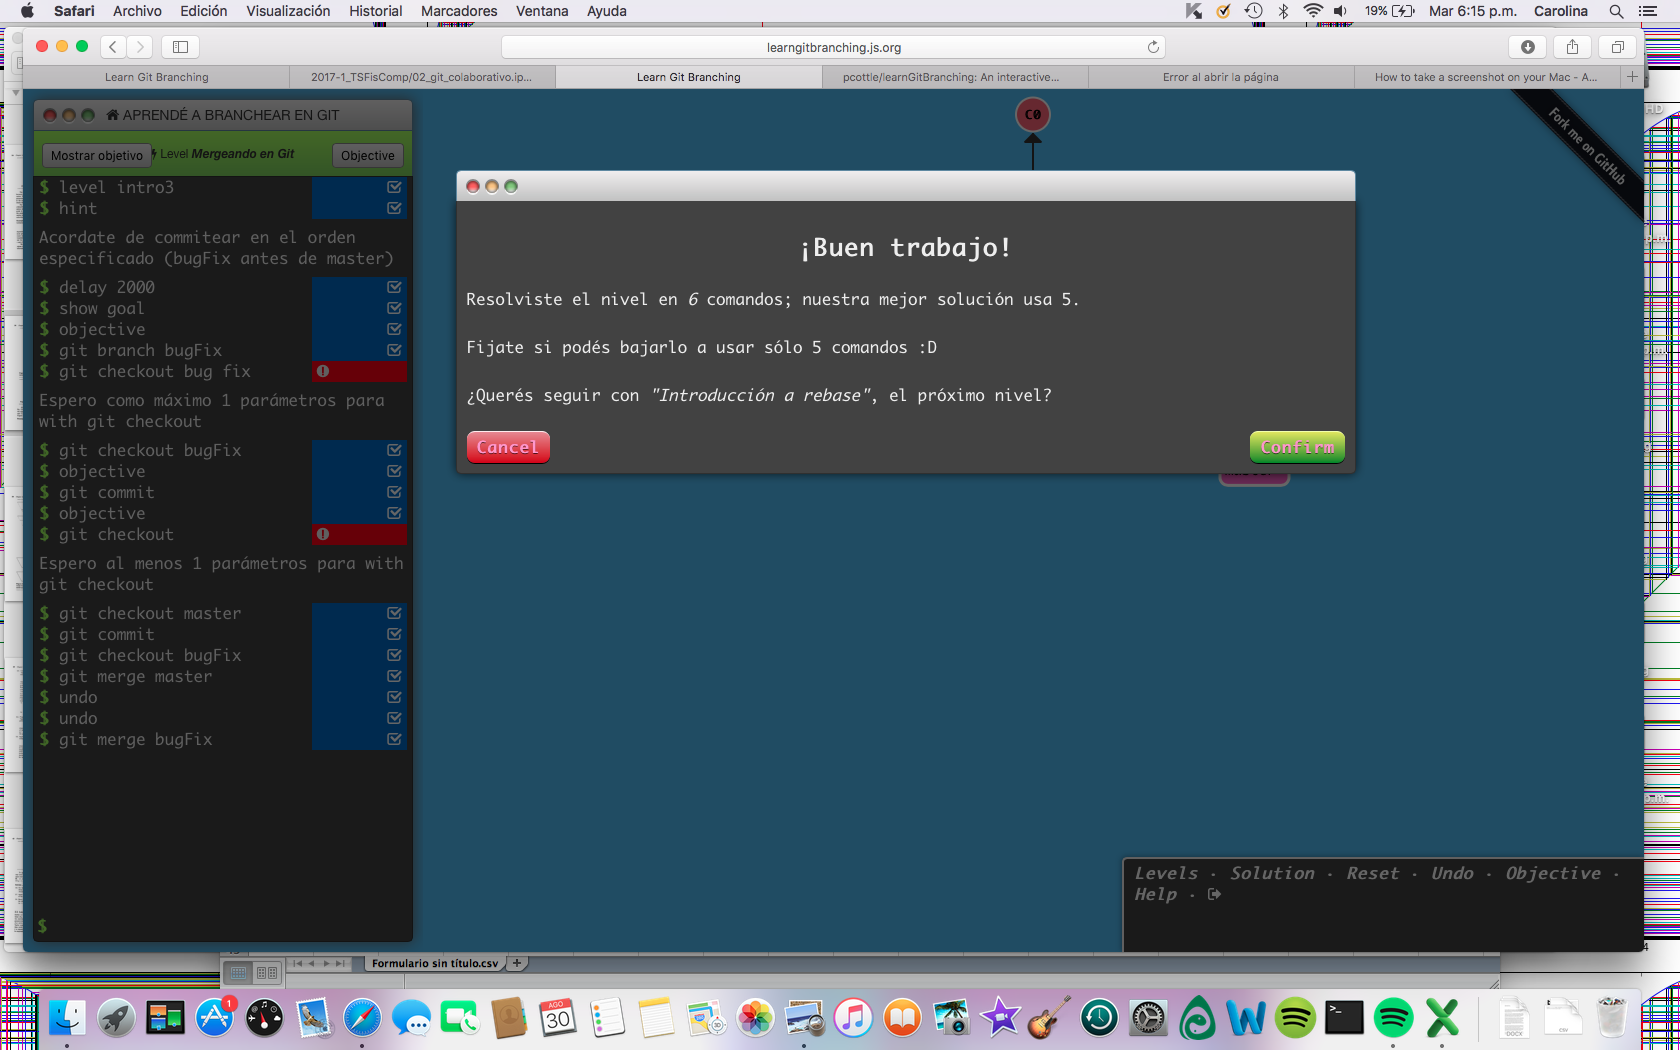 Safari Archivo Edición Visualización Historial Marcadores Ventana Ayuda 19% Mar 6:15 p.m. Carolina
learngitbranching.js.org
Learn Git Branching 2017-1_TSFisComp/02_git_colaborativo.ip... Learn Git Branching pcottle/learnGitBranching: An interactive... Error al abrir la página How to take a screenshot on your Mac - A...
APRENDÉ A BRANCHEAR EN GIT
Mostrar objetivo Level Mergeando en Git Objective
$ level intro3
$ hint
Acordate de commitear en el orden
especificado (bugFix antes de master)
$ delay 2000
$ show goal
$ objective
$ git branch bugFix
$ git checkout bug fix
Espero como máximo 1 parámetros para
with git checkout
$ git checkout bugFix
$ objective
$ git commit
$ objective
$ git checkout
Espero al menos 1 parámetros para with
git checkout
$ git checkout master
$ git commit
$ git checkout bugFix
$ git merge master
$ undo
$ undo
$ git merge bugFix
$
C0
Fork me on GitHub
¡Buen trabajo!
Resolviste el nivel en 6 comandos; nuestra mejor solución usa 5.
Fijate si podés bajarlo a usar sólo 5 comandos :D
¿Querés seguir con "Introducción a rebase", el próximo nivel?
Cancel Confirm
Levels · Solution · Reset · Undo · Objective ·
Help ·
HD
p.m.
p.m.
Formulario sin título.csv
1
AGO
30
DOCX
CSV